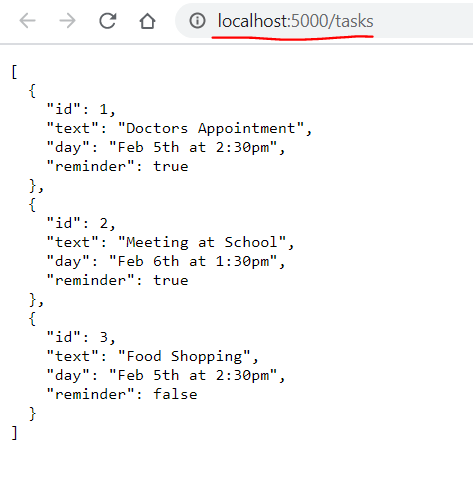 localhost:5000/tasks
[
  {
    "id": 1,
    "text": "Doctors Appointment",
    "day": "Feb 5th at 2:30pm",
    "reminder": true
  },
  {
    "id": 2,
    "text": "Meeting at School",
    "day": "Feb 6th at 1:30pm",
    "reminder": true
  },
  {
    "id": 3,
    "text": "Food Shopping",
    "day": "Feb 5th at 2:30pm",
    "reminder": false
  }
]